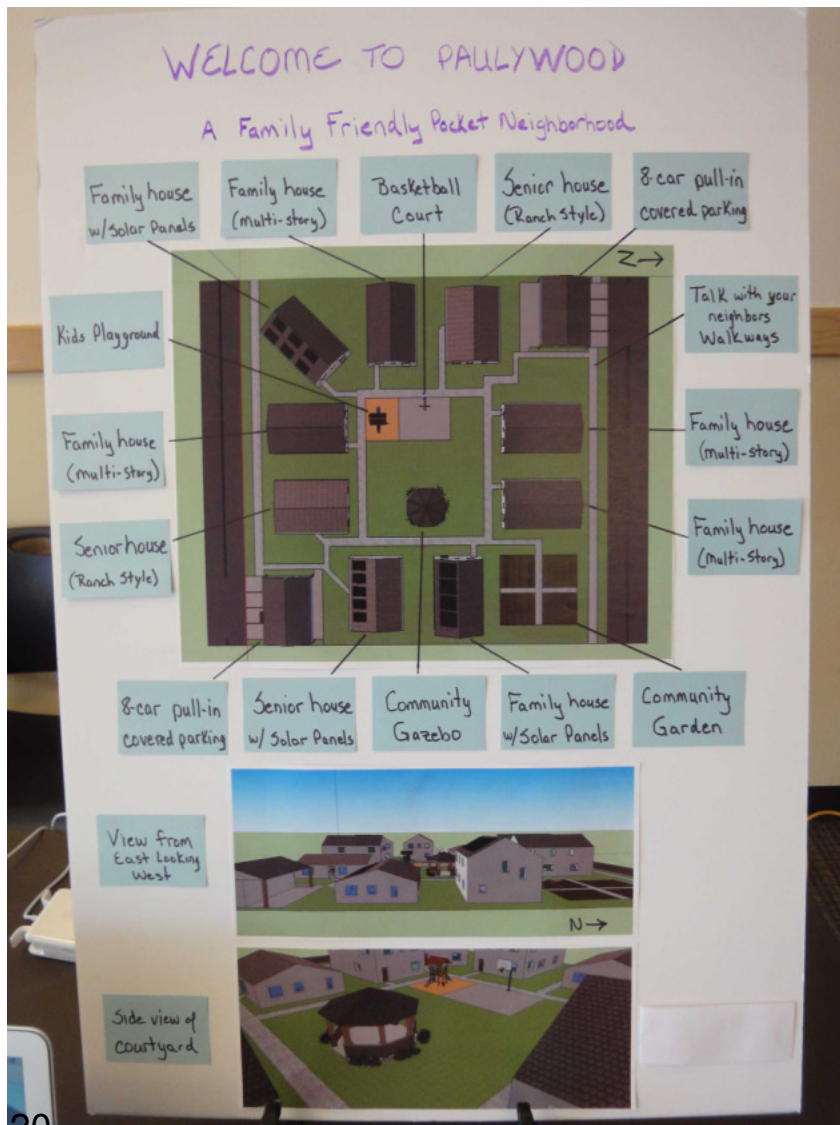 WELCOME TO PAULYWOOD
A Family Friendly Pocket Neighborhood
Family house
w/Solar Panels
Family house
(multi-story)
Basketball
Court
Senior house
(Ranch Style)
8-car pull-in
covered parking
N→
Kids Playground
Talk with your
neighbors
Walkways
Family house
(multi-story)
Family house
(multi-story)
Senior house
(Ranch Style)
Family house
(multi-story)
8-car pull-in
covered parking
Senior house
w/ Solar Panels
Community
Gazebo
Family house
w/Solar Panels
Community
Garden
View from
East Looking
West
N→
Side view of
courtyard
20